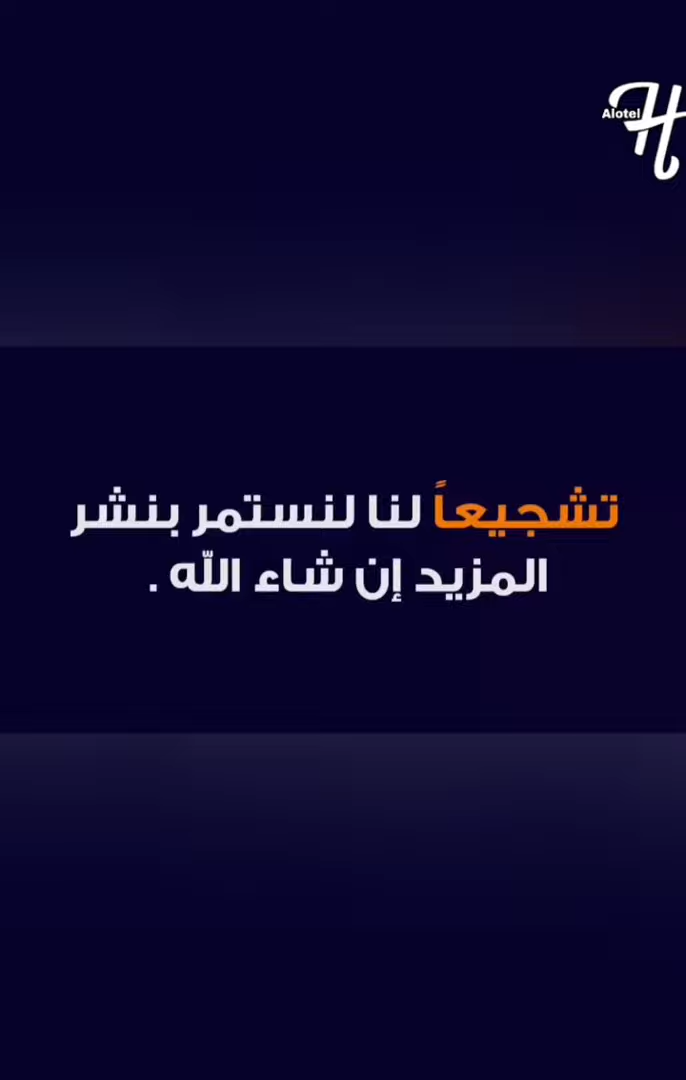 Alotel
H
تشجيعاً لنا لنستمر بنشر
المزيد إن شاء الله .